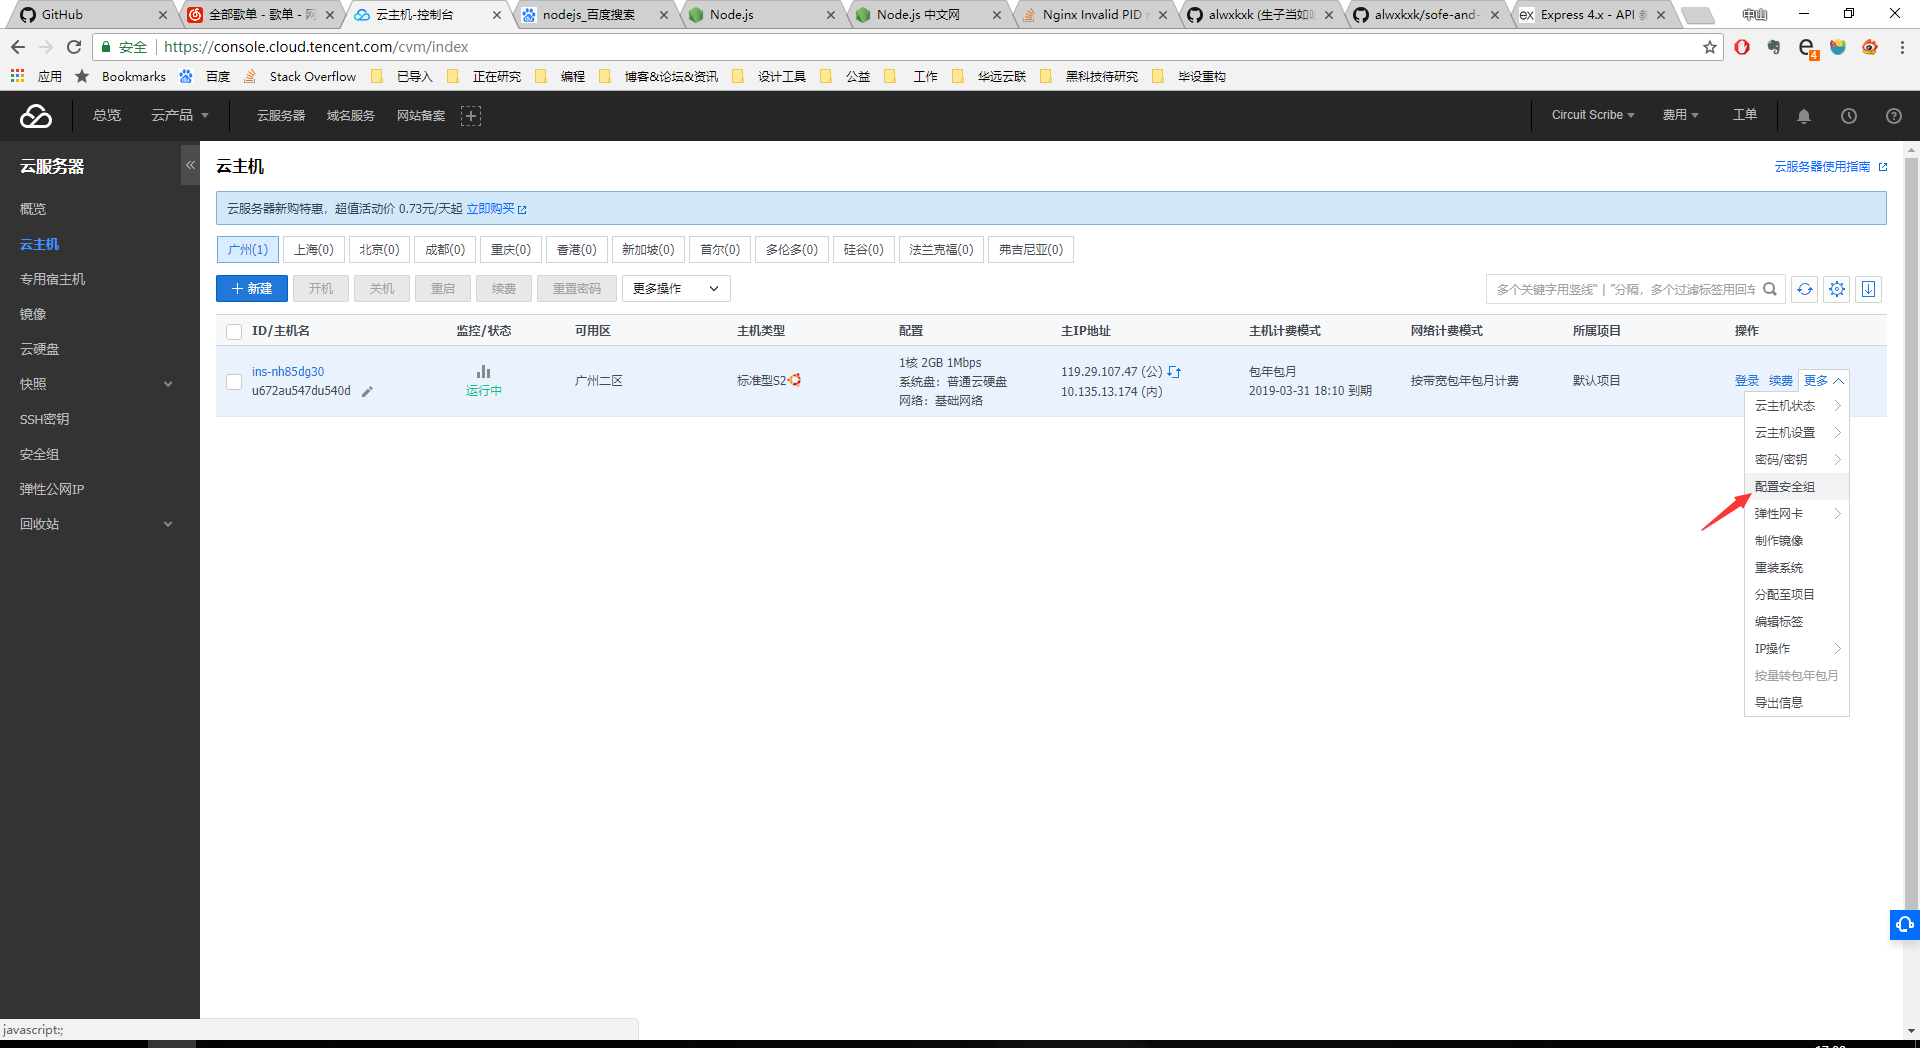 GitHub
全部歌单 - 歌单 - 网
云主机-控制台
nodejs_百度搜索
Node.js
Node.js 中文网
Nginx Invalid PID
alwxkxk (生子当如
alwxkxk/sofe-and-
Express 4.x - API
中山
安全
https://console.cloud.tencent.com/cvm/index
4
应用
Bookmarks
百度
Stack Overflow
已导入
正在研究
编程
博客&论坛&资讯
设计工具
公益
工作
华远云联
黑科技待研究
毕设重构
总览
云产品
云服务器
域名服务
网站备案
Circuit Scribe
费用
工单
云服务器
概览
云主机
专用宿主机
镜像
云硬盘
快照
SSH密钥
安全组
弹性公网IP
回收站
云主机
云服务器使用指南
云服务器新购特惠，超值活动价 0.73元/天起 立即购买
广州(1)
上海(0)
北京(0)
成都(0)
重庆(0)
香港(0)
新加坡(0)
首尔(0)
多伦多(0)
硅谷(0)
法兰克福(0)
弗吉尼亚(0)
新建
开机
关机
重启
续费
重置密码
更多操作
多个关键字用竖线"|"分隔，多个过滤标签用回车
ID/主机名
监控/状态
可用区
主机类型
配置
主IP地址
主机计费模式
网络计费模式
所属项目
操作
ins-nh85dg30
u672au547du540d
运行中
广州二区
标准型S2
1核 2GB 1Mbps
系统盘：普通云硬盘
网络：基础网络
119.29.107.47 (公)
10.135.13.174 (内)
包年包月
2019-03-31 18:10 到期
按带宽包年包月计费
默认项目
登录
续费
更多
云主机状态
云主机设置
密码/密钥
配置安全组
弹性网卡
制作镜像
重装系统
分配至项目
编辑标签
IP操作
按量转包年包月
导出信息
javascript:;